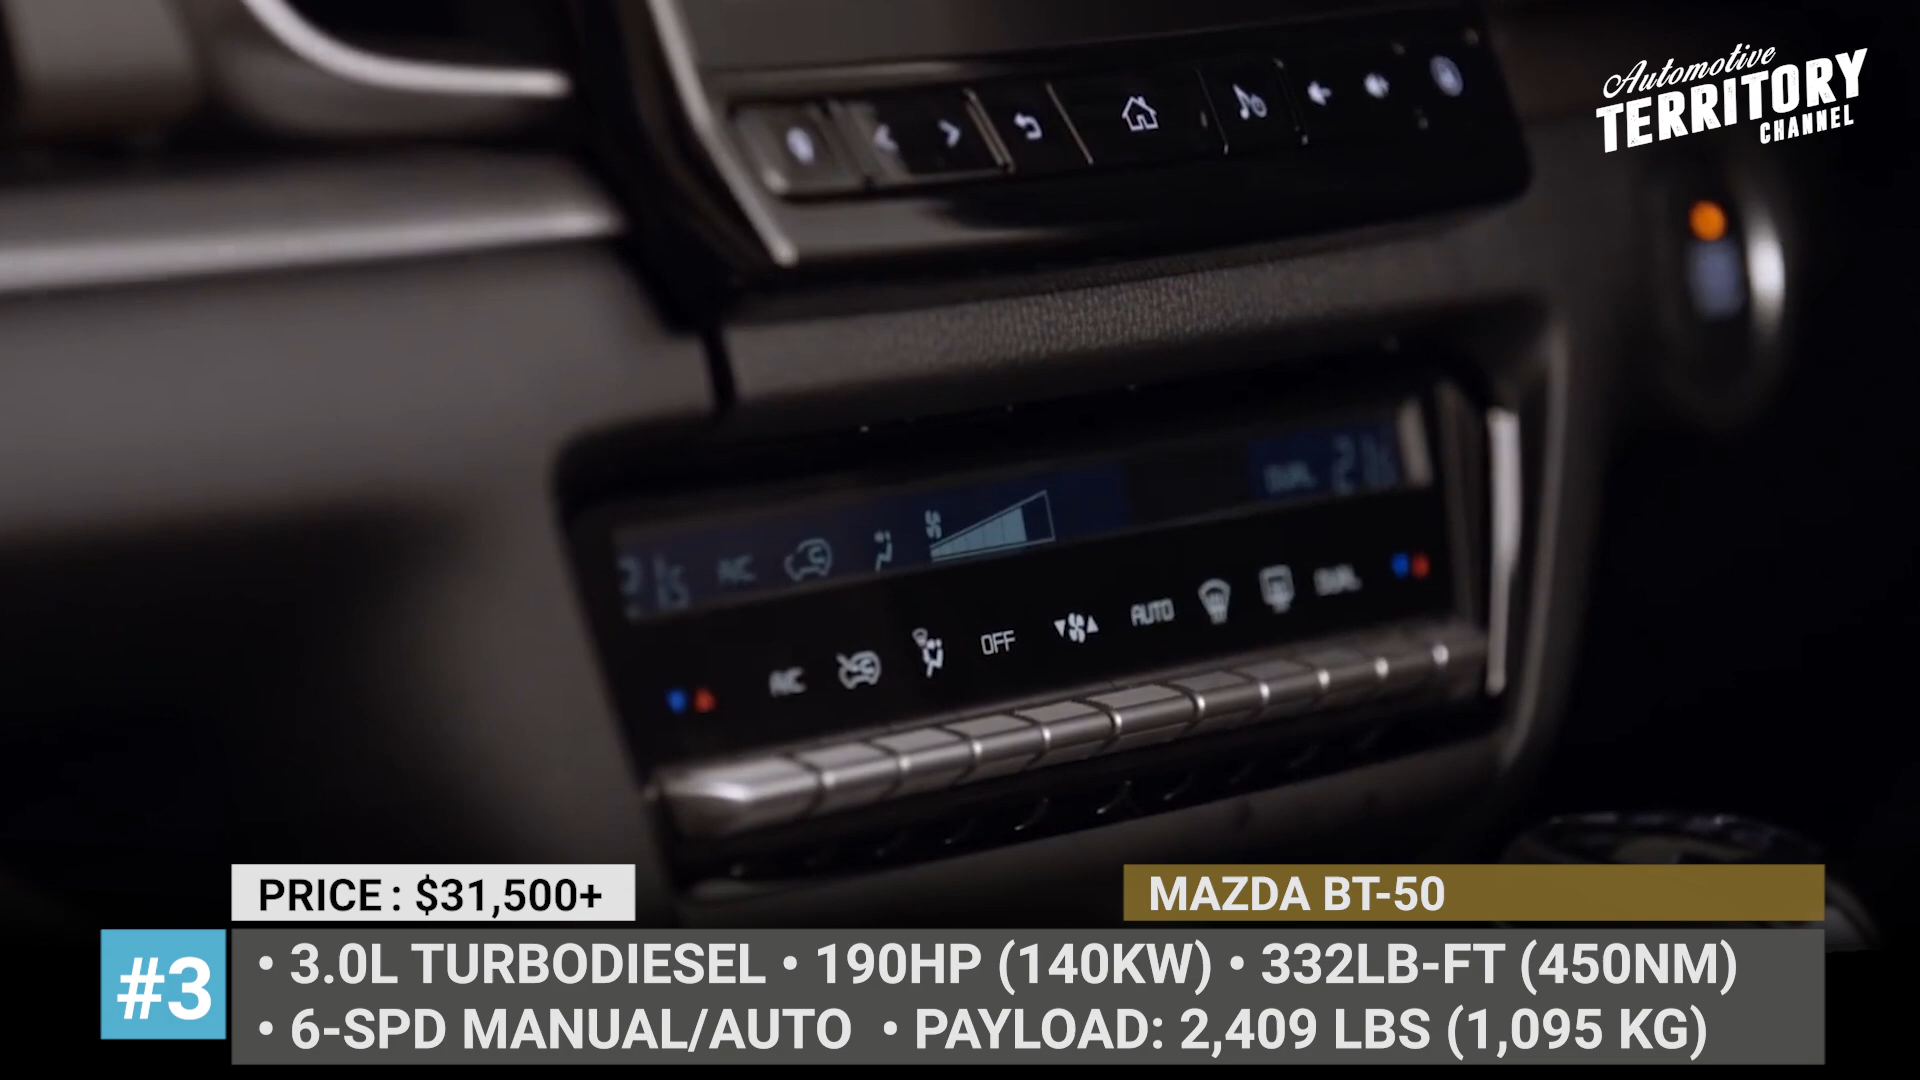 Automotive
TERRITORY
CHANNEL
A/C
DUAL
A/C
OFF
AUTO
DUAL
PRICE : $31,500+
MAZDA BT-50
#3
• 3.0L TURBODIESEL • 190HP (140KW) • 332LB-FT (450NM)
• 6-SPD MANUAL/AUTO • PAYLOAD: 2,409 LBS (1,095 KG)